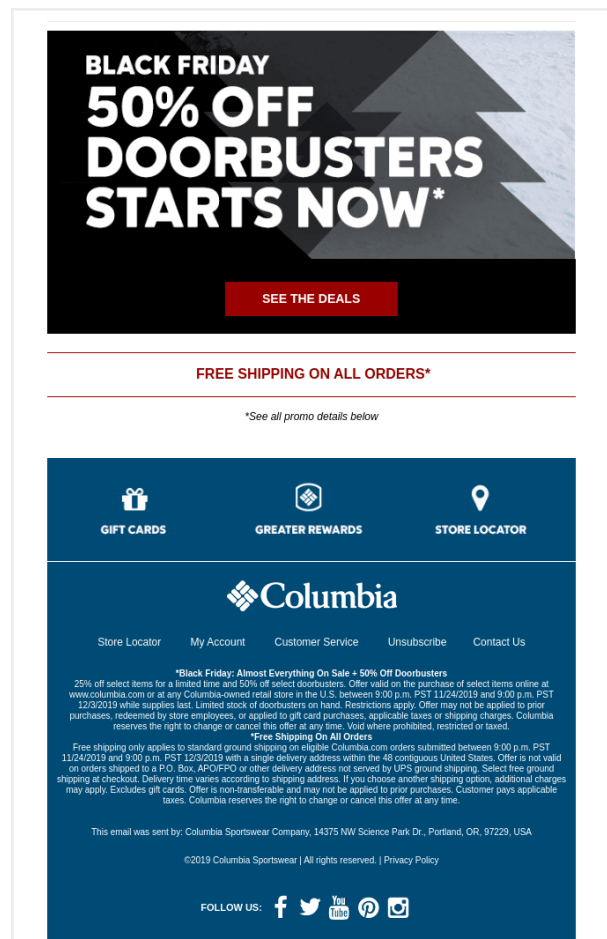 BLACK FRIDAY
50% OFF
DOORBUSTERS
STARTS NOW*
SEE THE DEALS
FREE SHIPPING ON ALL ORDERS*
*See all promo details below
GIFT CARDS
GREATER REWARDS
STORE LOCATOR
Columbia
Store Locator My Account Customer Service Unsubscribe Contact Us
*Black Friday: Almost Everything On Sale + 50% Off Doorbusters
25% off select items for a limited time and 50% off select doorbusters. Offer valid on the purchase of select items online at
www.columbia.com or at any Columbia-owned retail store in the U.S. between 9:00 p.m. PST 11/24/2019 and 9:00 p.m. PST
12/3/2019 while supplies last. Limited stock of doorbusters on hand. Restrictions apply. Offer may not be applied to prior
purchases, redeemed by store employees, or applied to gift card purchases, applicable taxes or shipping charges. Columbia
reserves the right to change or cancel this offer at any time. Void where prohibited, restricted or taxed.
*Free Shipping On All Orders
Free shipping only applies to standard ground shipping on eligible Columbia.com orders submitted between 9:00 p.m. PST
11/24/2019 and 9:00 p.m. PST 12/3/2019 with a single delivery address within the 48 contiguous United States. Offer is not valid
on orders shipped to a P.O. Box, APO/FPO or other delivery address not served by UPS ground shipping. Select free ground
shipping at checkout. Delivery time varies according to shipping address. If you choose another shipping option, additional charges
may apply. Excludes gift cards. Offer is non-transferable and may not be applied to prior purchases. Customer pays applicable
taxes. Columbia reserves the right to change or cancel this offer at any time.
This email was sent by: Columbia Sportswear Company, 14375 NW Science Park Dr., Portland, OR, 97229, USA
©2019 Columbia Sportswear | All rights reserved. | Privacy Policy
FOLLOW US:
You
Tube